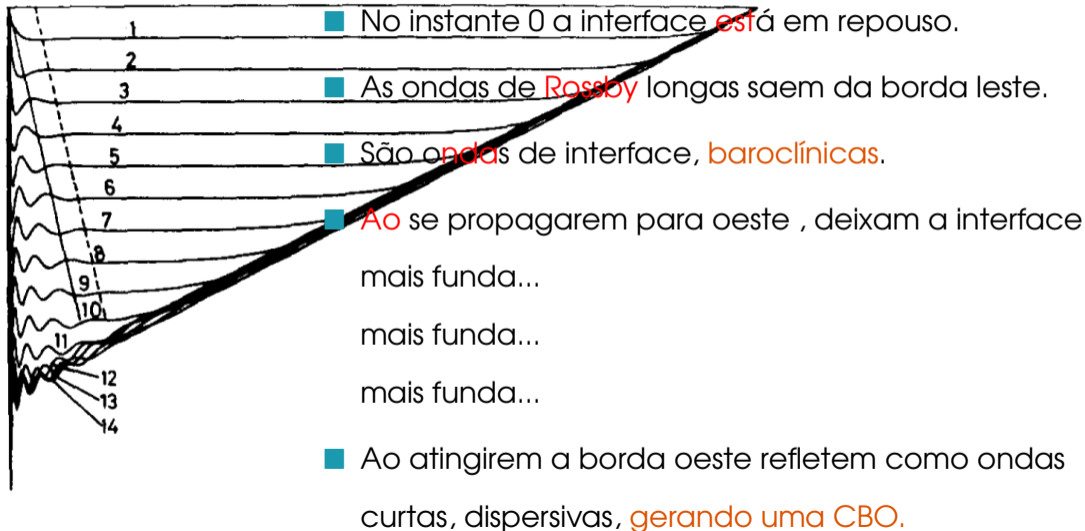 1
2
3
4
5
6
7
8
9
10
11
12
13
14
No instante 0 a interface está em repouso.
As ondas de Rossby longas saem da borda leste.
São ondas de interface, baroclínicas.
Ao se propagarem para oeste , deixam a interface
mais funda...
mais funda...
mais funda...
Ao atingirem a borda oeste refletem como ondas
curtas, dispersivas, gerando uma CBO.